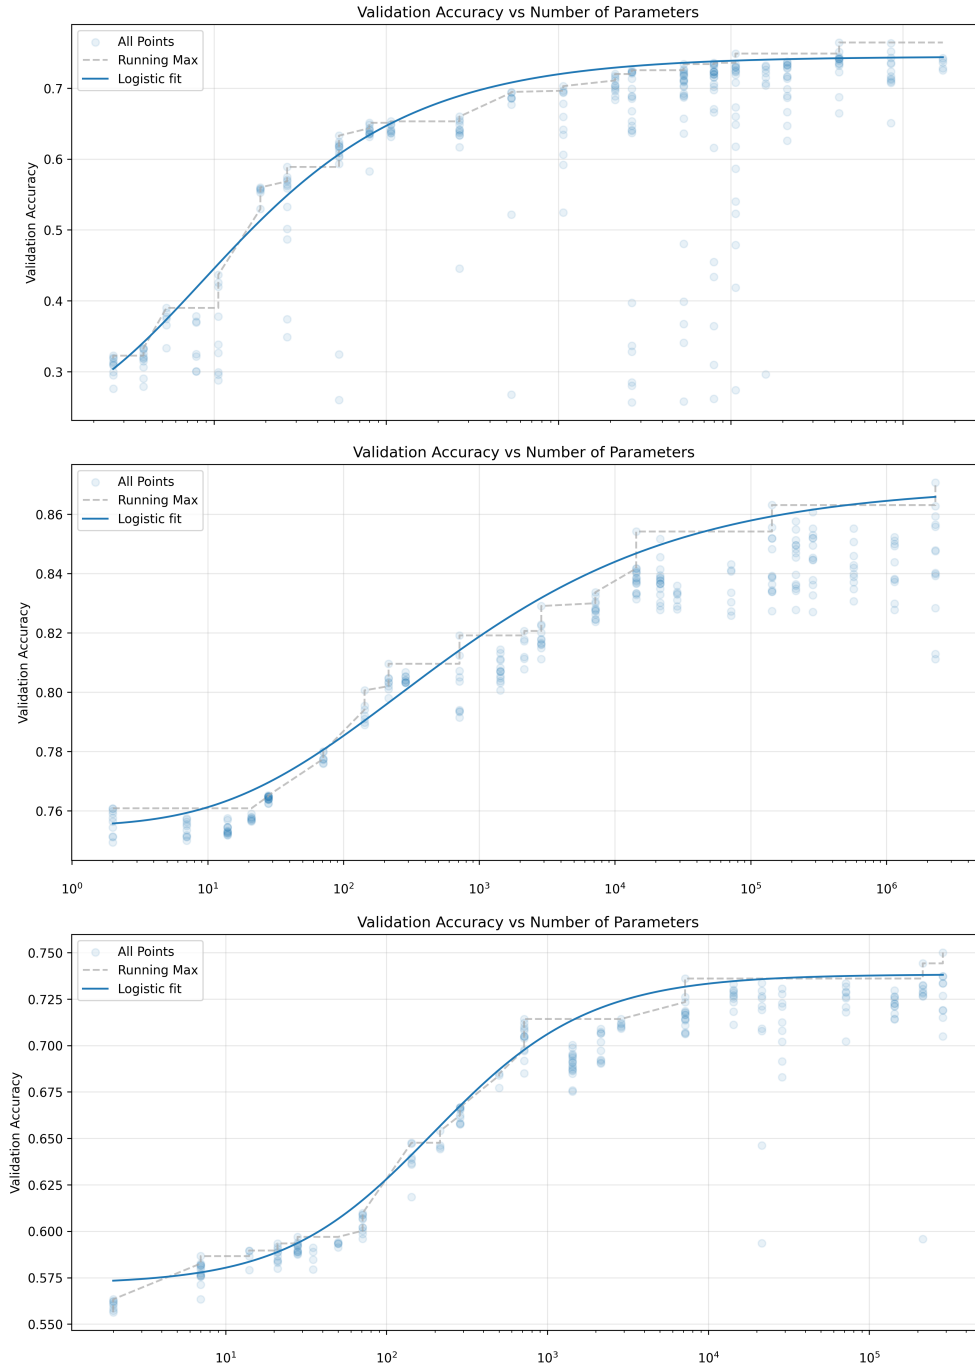 Validation Accuracy vs Number of Parameters
All Points
Running Max
Logistic fit
Validation Accuracy
0.7
0.6
0.5
0.4
0.3
Validation Accuracy vs Number of Parameters
All Points
Running Max
Logistic fit
Validation Accuracy
0.86
0.84
0.82
0.80
0.78
0.76
10⁰ 10¹ 10² 10³ 10⁴ 10⁵ 10⁶
Validation Accuracy vs Number of Parameters
All Points
Running Max
Logistic fit
Validation Accuracy
0.750
0.725
0.700
0.675
0.650
0.625
0.600
0.575
0.550
10¹ 10² 10³ 10⁴ 10⁵